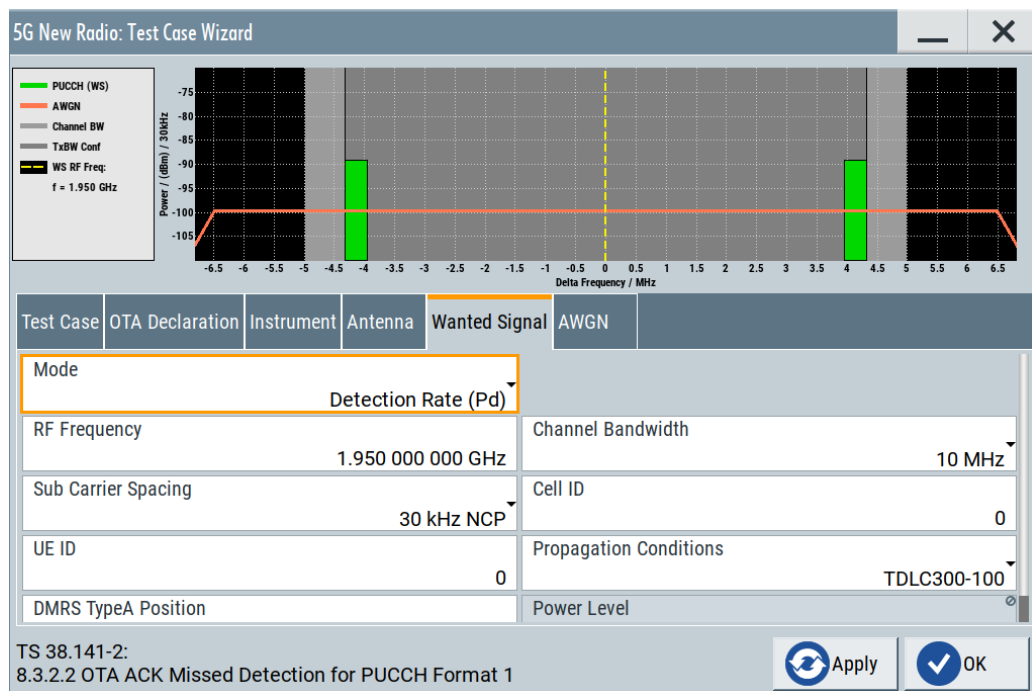 5G New Radio: Test Case Wizard
PUCCH (WS)
AWGN
Channel BW
TxBW Conf
WS RF Freq:
f = 1.950 GHz
Power / (dBm) / 30kHz
-75
-80
-85
-90
-95
-100
-105
-6.5 -6 -5.5 -5 -4.5 -4 -3.5 -3 -2.5 -2 -1.5 -1 -0.5 0 0.5 1 1.5 2 2.5 3 3.5 4 4.5 5 5.5 6 6.5
Delta Frequency / MHz
Test Case OTA Declaration Instrument Antenna Wanted Signal AWGN
Mode
Detection Rate (Pd)
RF Frequency
1.950 000 000 GHz
Channel Bandwidth
10 MHz
Sub Carrier Spacing
30 kHz NCP
Cell ID
0
UE ID
0
Propagation Conditions
TDLC300-100
DMRS TypeA Position
Power Level
TS 38.141-2:
8.3.2.2 OTA ACK Missed Detection for PUCCH Format 1
Apply
OK